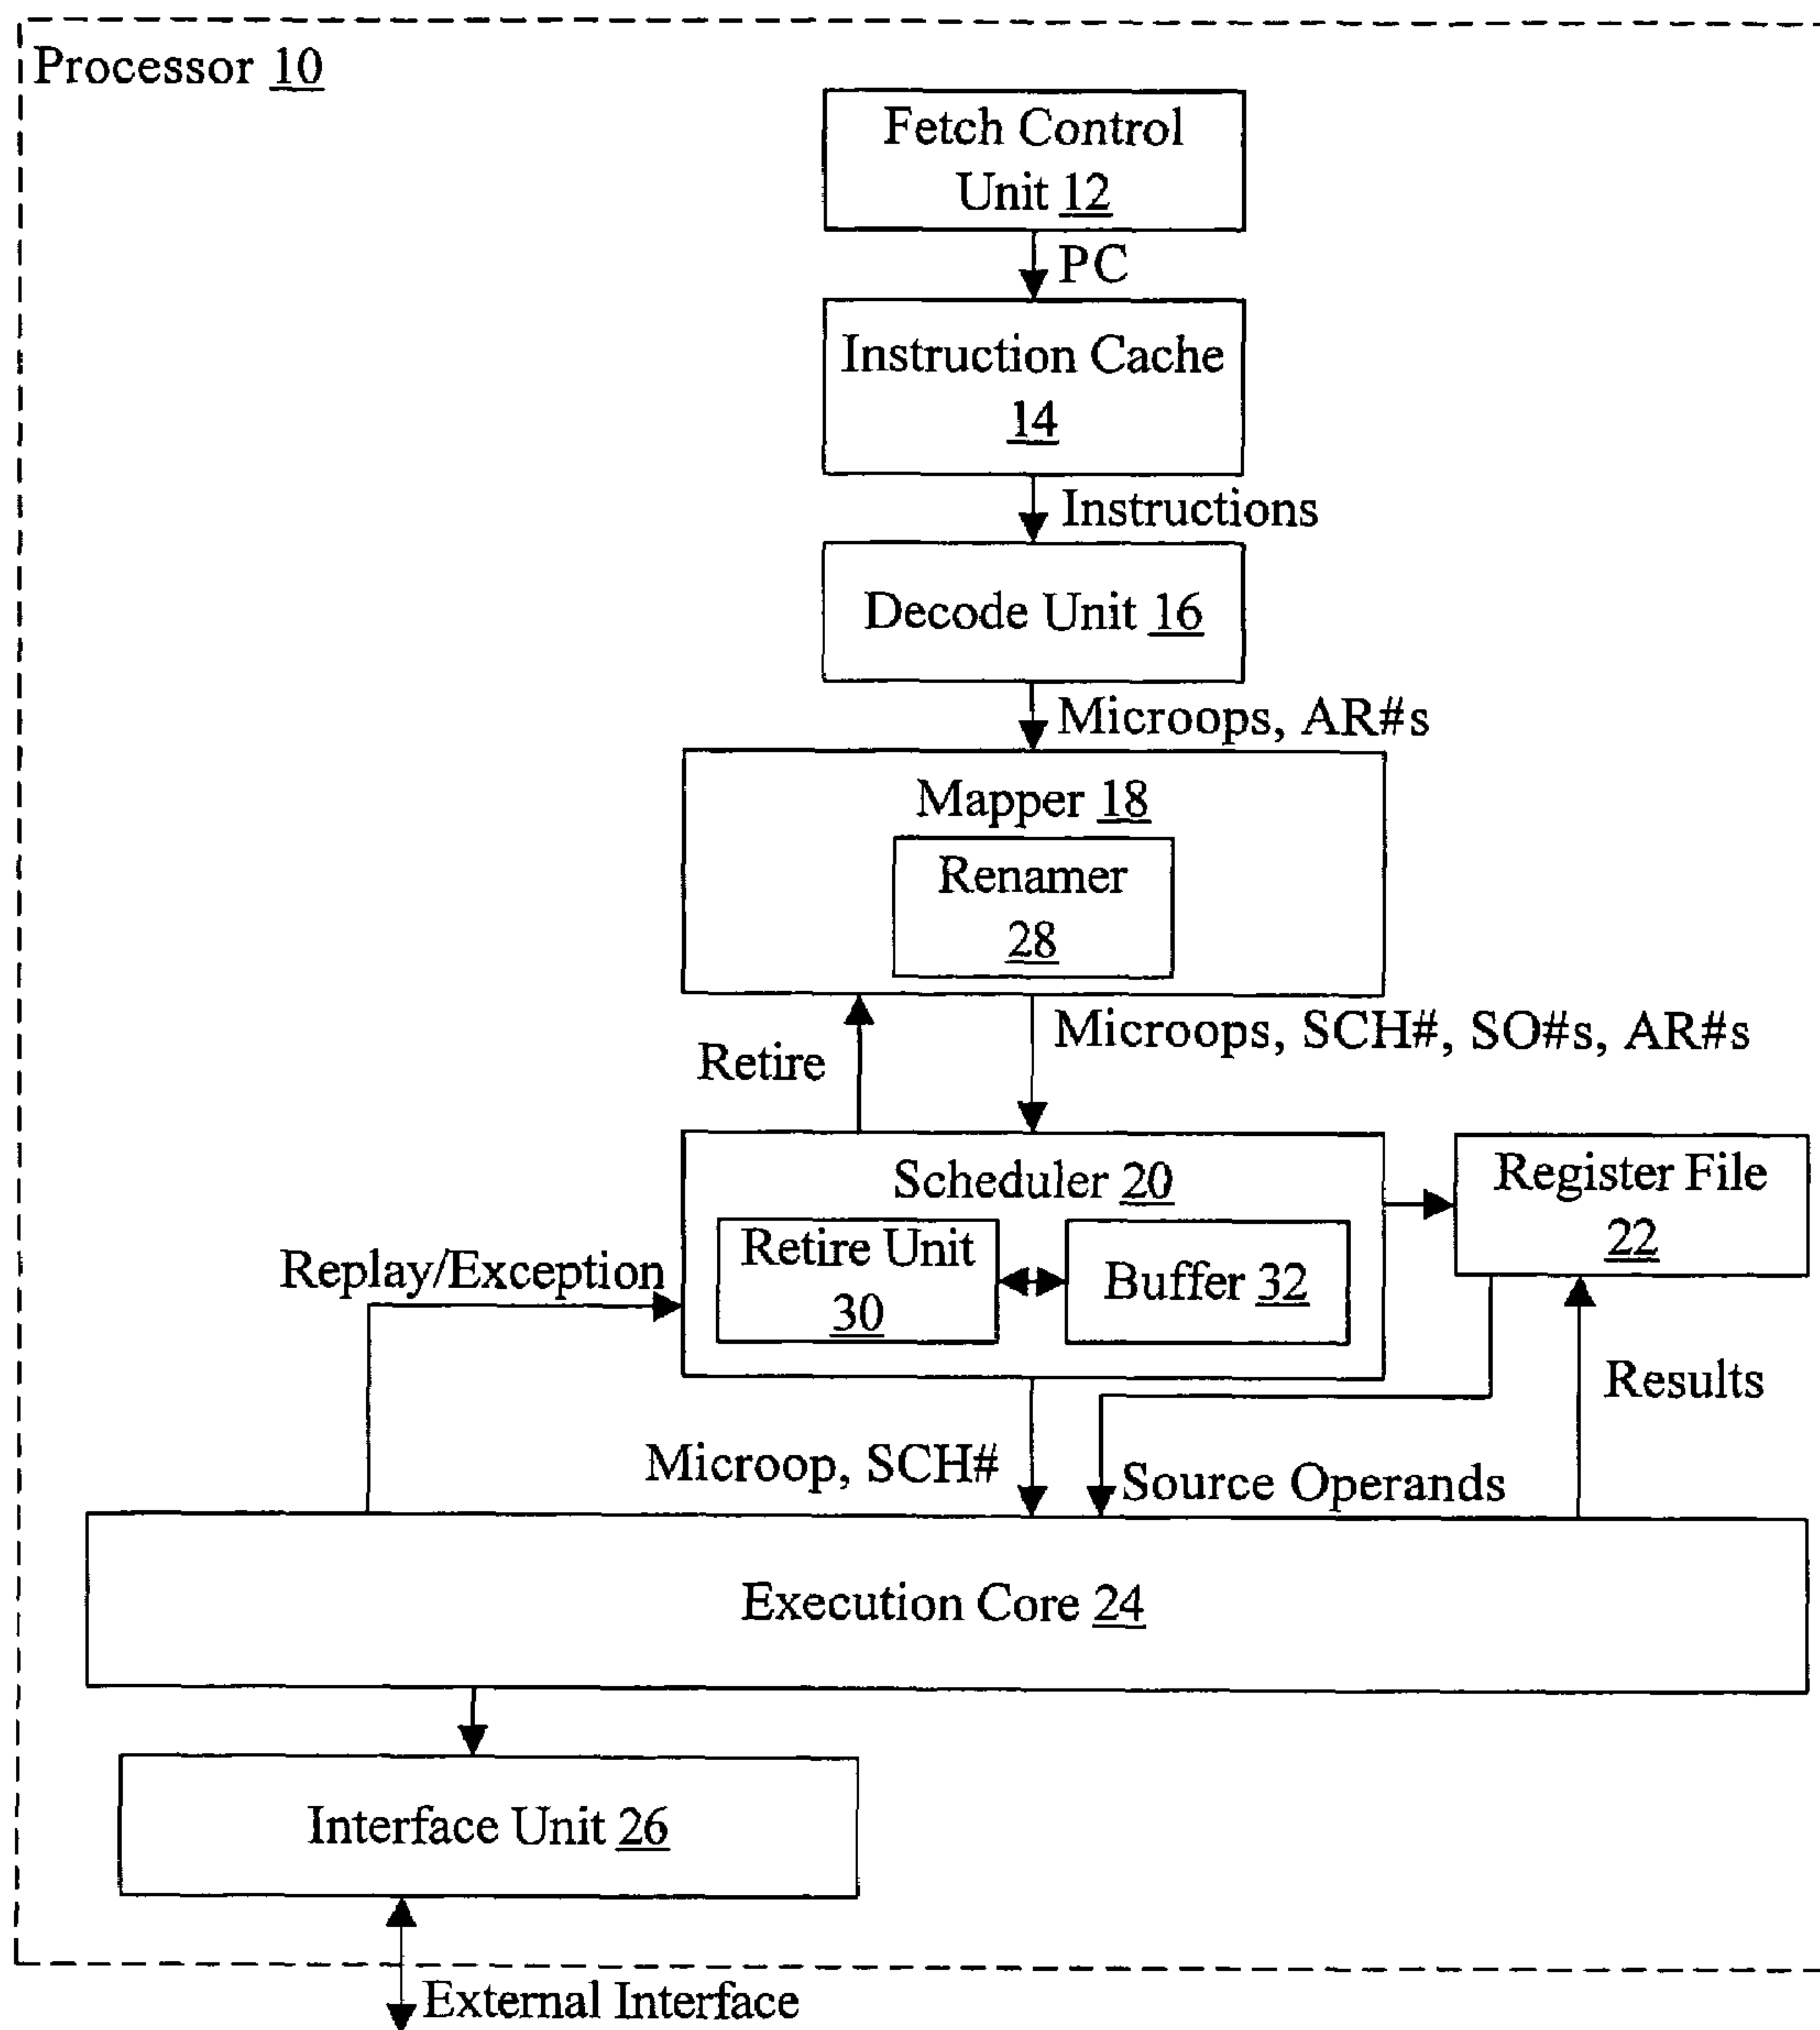 Processor 10
Fetch Control
Unit 12
PC
Instruction Cache
14
Instructions
Decode Unit 16
Microops, AR#s
Mapper 18
Renamer
28
Retire
Microops, SCH#, SO#s, AR#s
Scheduler 20
Retire Unit
30
Buffer 32
Register File
22
Replay/Exception
Results
Microop, SCH#
Source Operands
Execution Core 24
Interface Unit 26
External Interface